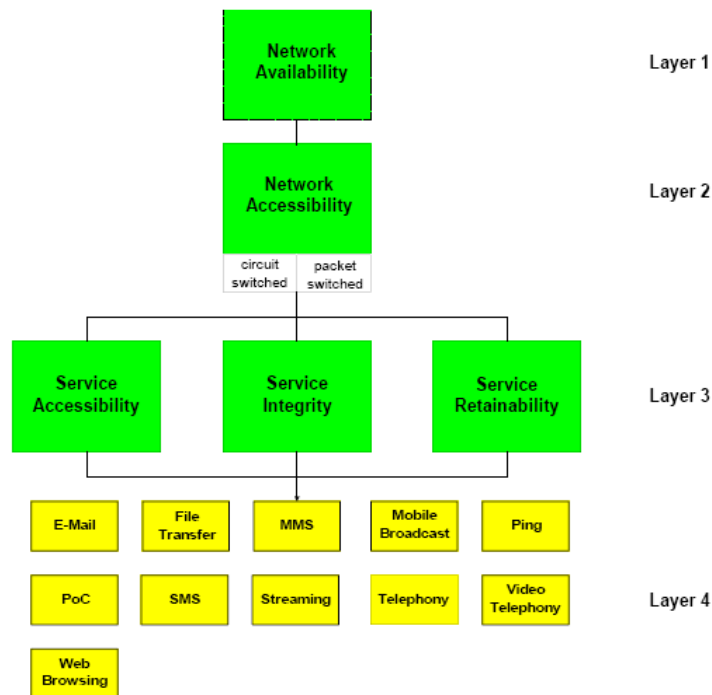 Network
Availability
Layer 1
Network
Accessibility
Layer 2
circuit
switched
packet
switched
Service
Accessibility
Service
Integrity
Service
Retainability
Layer 3
E-Mail
File
Transfer
MMS
Mobile
Broadcast
Ping
PoC
SMS
Streaming
Telephony
Video
Telephony
Layer 4
Web
Browsing